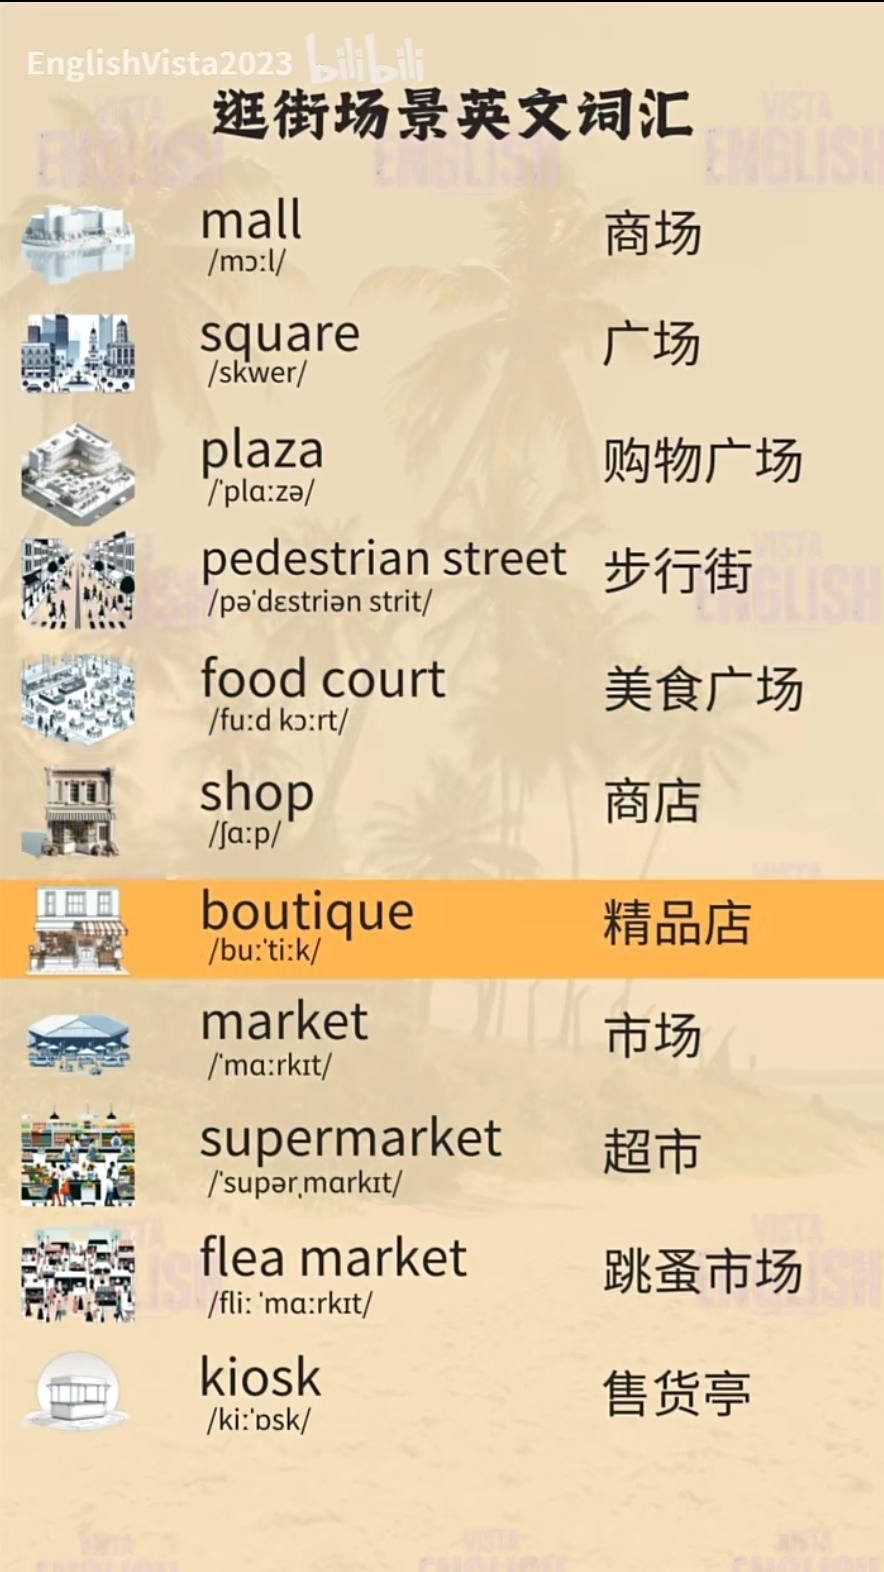 EnglishVista2023 bilibili
逛街场景英文词汇
mall 商场
/mɔːl/
square 广场
/skwer/
plaza 购物广场
/ˈplɑːzə/
pedestrian street 步行街
/pəˈdɛstriən strit/
food court 美食广场
/fuːd kɔːrt/
shop 商店
/ʃɑːp/
boutique 精品店
/buːˈtiːk/
market 市场
/ˈmɑːrkɪt/
supermarket 超市
/ˈsupərˌmɑrkɪt/
flea market 跳蚤市场
/fliː ˈmɑːrkɪt/
kiosk 售货亭
/kiːˈɒsk/
VISTA
ENGLISH